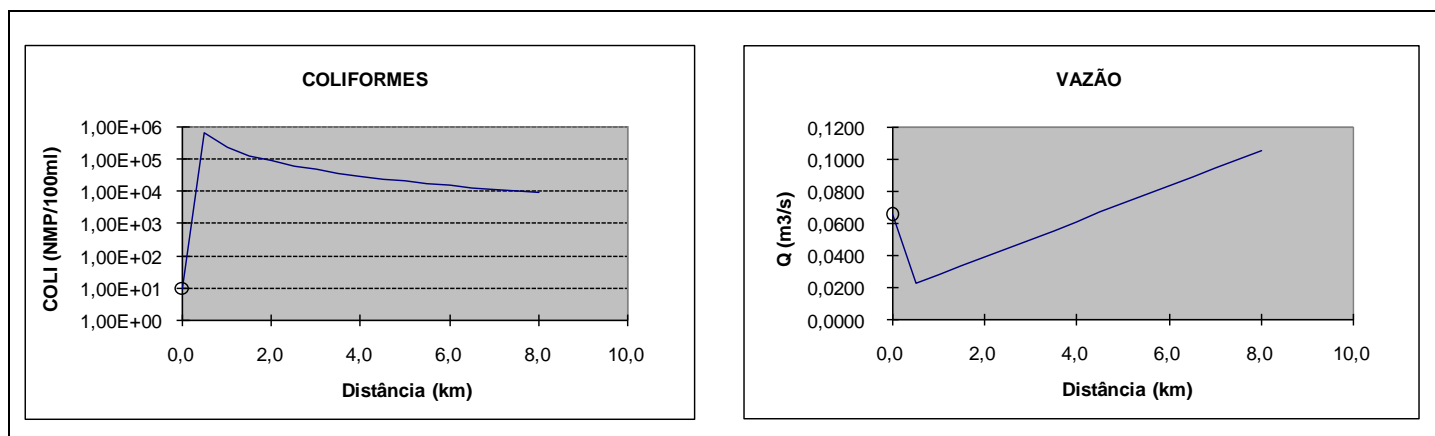 COLIFORMES
COLI (NMP/100ml)
1,00E+06
1,00E+05
1,00E+04
1,00E+03
1,00E+02
1,00E+01
1,00E+00
0,0 2,0 4,0 6,0 8,0 10,0
Distância (km)
VAZÃO
Q (m3/s)
0,1200
0,1000
0,0800
0,0600
0,0400
0,0200
0,0000
0,0 2,0 4,0 6,0 8,0 10,0
Distância (km)